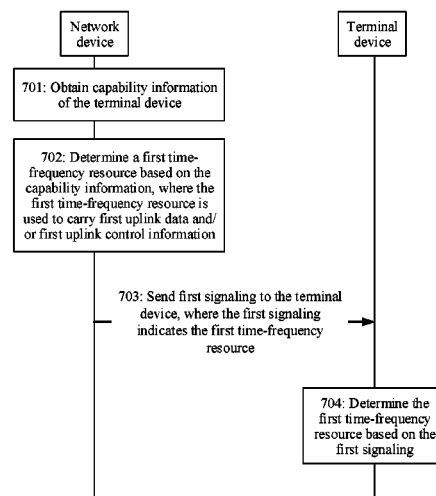 Network
device
Terminal
device
701: Obtain capability information
of the terminal device
702: Determine a first time-
frequency resource based on the
capability information, where the
first time-frequency resource is
used to carry first uplink data and/
or first uplink control information
703: Send first signaling to the terminal
device, where the first signaling
indicates the first time-frequency
resource
704: Determine the
first time-frequency
resource based on the
first signaling